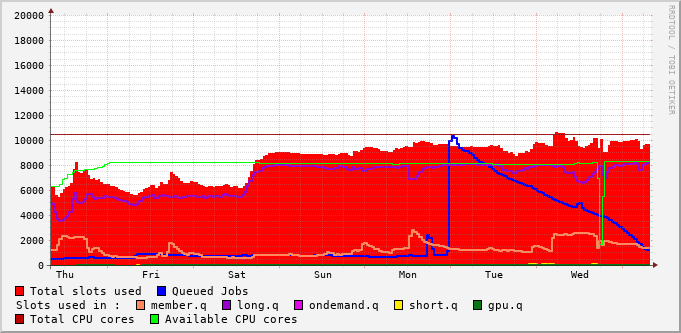 20000
18000
16000
14000
12000
10000
8000
6000
4000
2000
0
Thu Fri Sat Sun Mon Tue Wed
Total slots used Queued Jobs
Slots used in : member.q long.q ondemand.q short.q gpu.q
Total CPU cores Available CPU cores
RRDTOOL / TOBI OETIKER